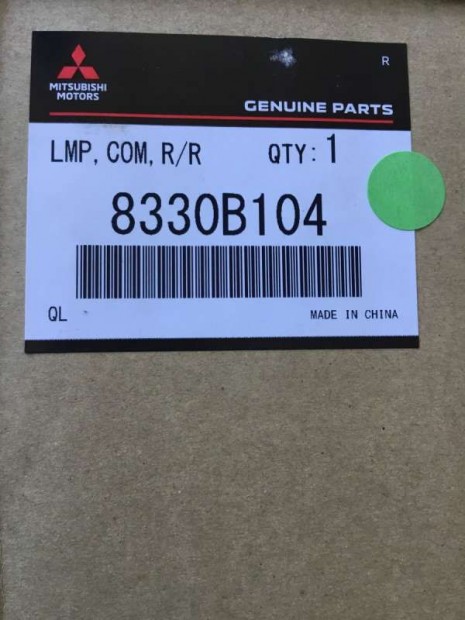 R
MITSUBISHI
MOTORS
GENUINE PARTS
LMP, COM, R/R QTY: 1
8330B104
QL MADE IN CHINA